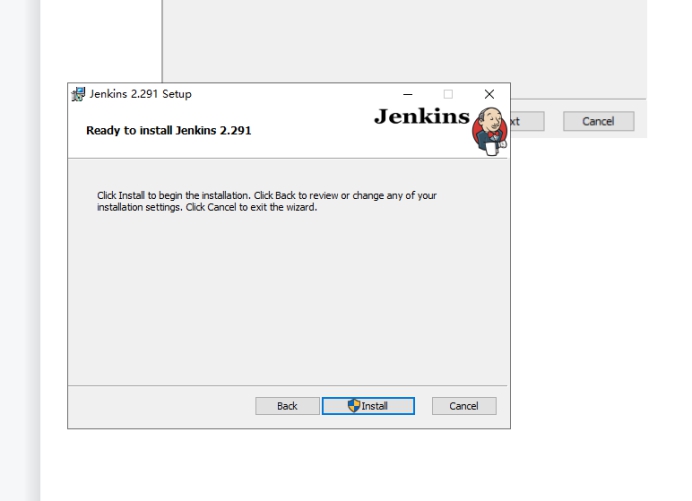 Jenkins 2.291 Setup
Ready to install Jenkins 2.291
Jenkins
xt
Cancel
Click Install to begin the installation. Click Back to review or change any of your
installation settings. Click Cancel to exit the wizard.
Back
Install
Cancel